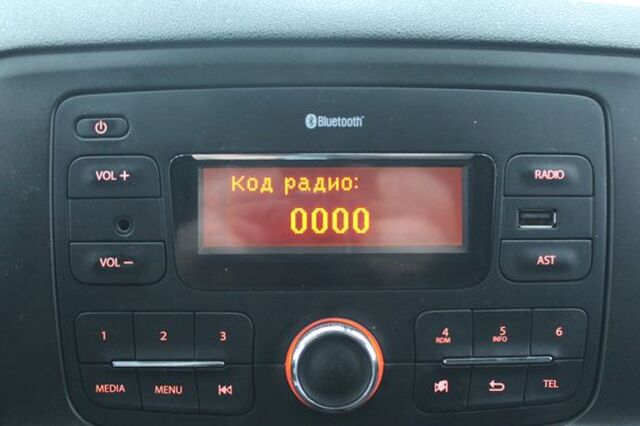 Bluetooth
VOL +
RADIO
Код радио:
0000
VOL −
AST
1 2 3
4 RDM 5 INFO 6
MEDIA MENU
TEL